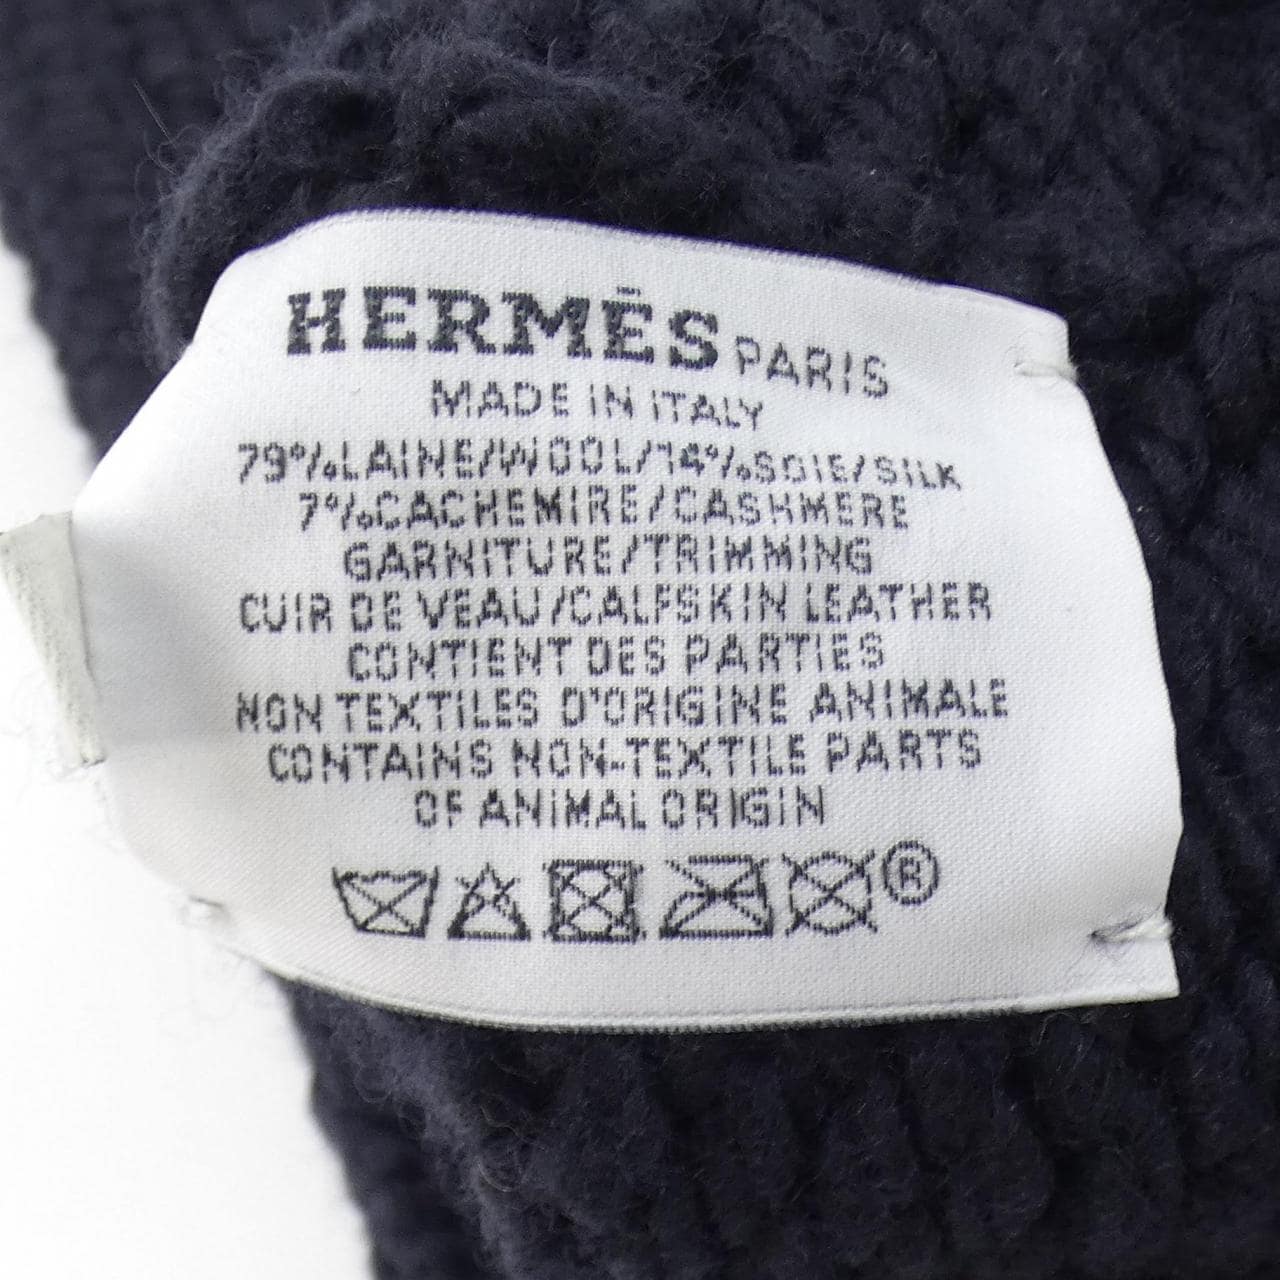 HERMÈS PARIS
MADE IN ITALY
79%LAINE/WOOL/14%SOIE/SILK
7%CACHEMIRE/CASHMERE
GARNITURE/TRIMMING
CUIR DE VEAU/CALFSKIN LEATHER
CONTIENT DES PARTIES
NON TEXTILES D'ORIGINE ANIMALE
CONTAINS NON-TEXTILE PARTS
OF ANIMAL ORIGIN
®